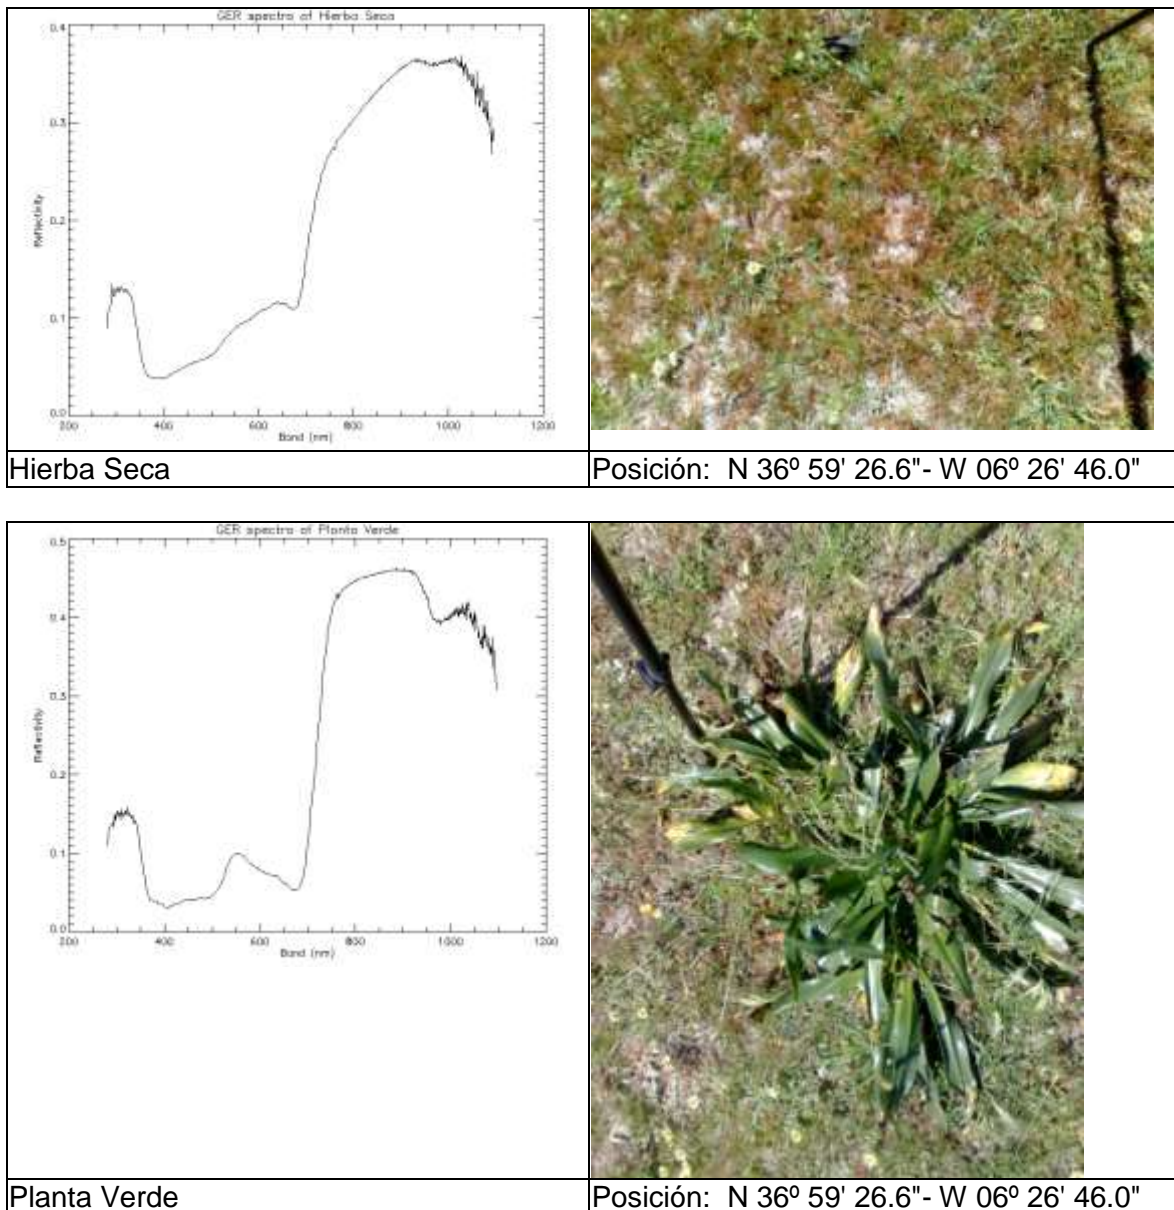 GER spectra of Hierba Seca
0.4
0.3
0.2
0.1
0.0
Reflectivity
200 400 600 800 1000 1200
Band (nm)
Hierba Seca
Posición: N 36º 59' 26.6"- W 06º 26' 46.0"
GER spectra of Planta Verde
0.5
0.4
0.3
0.2
0.1
0.0
Reflectivity
200 400 600 800 1000 1200
Band (nm)
Planta Verde
Posición: N 36º 59' 26.6"- W 06º 26' 46.0"